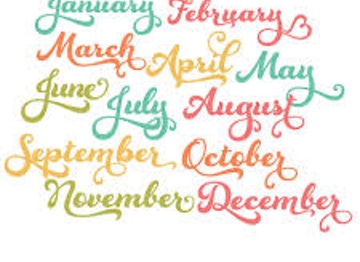 January February
March April May
June July August
September October
November December